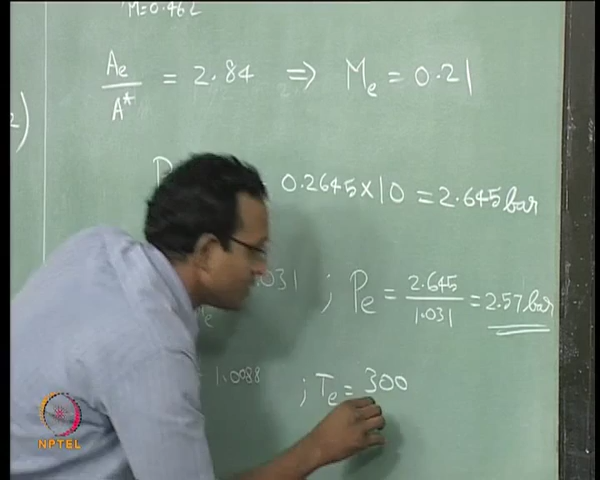 M=0.462
Ae/A* = 2.84 ⇒ Me = 0.21
P 0.2645×10 = 2.645 bar
.031 ; Pe = 2.645/1.031 = 2.57 bar
= 1.0088 ; Te = 300
NPTEL